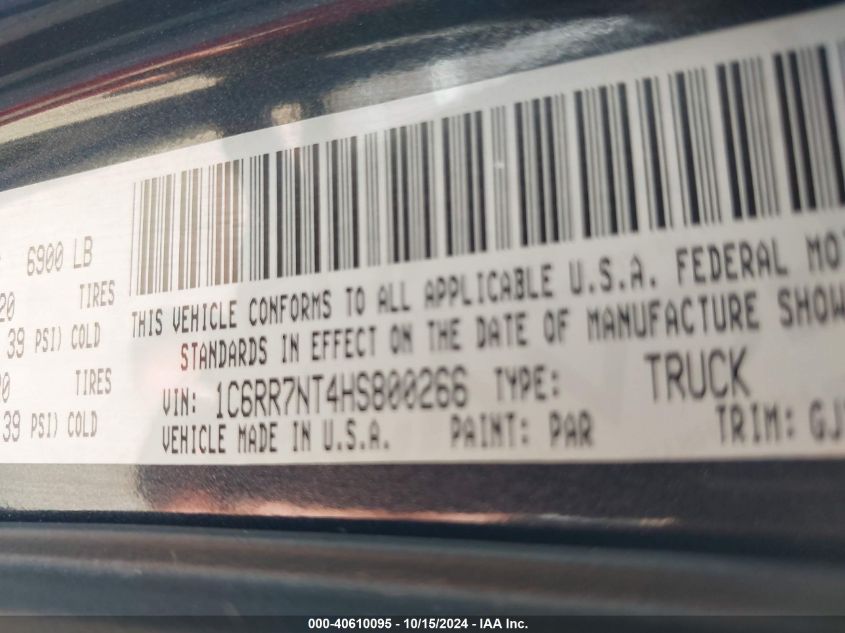 6900 LB
20 TIRES
39 PSI) COLD
20 TIRES
39 PSI) COLD
THIS VEHICLE CONFORMS TO ALL APPLICABLE U.S.A. FEDERAL
STANDARDS IN EFFECT ON THE DATE OF MANUFACTURE
VIN: 1C6RR7NT4HS800266 TYPE: TRUCK
VEHICLE MADE IN U.S.A. PAINT: PAR TRIM:
000-40610095 - 10/15/2024 - IAA Inc.